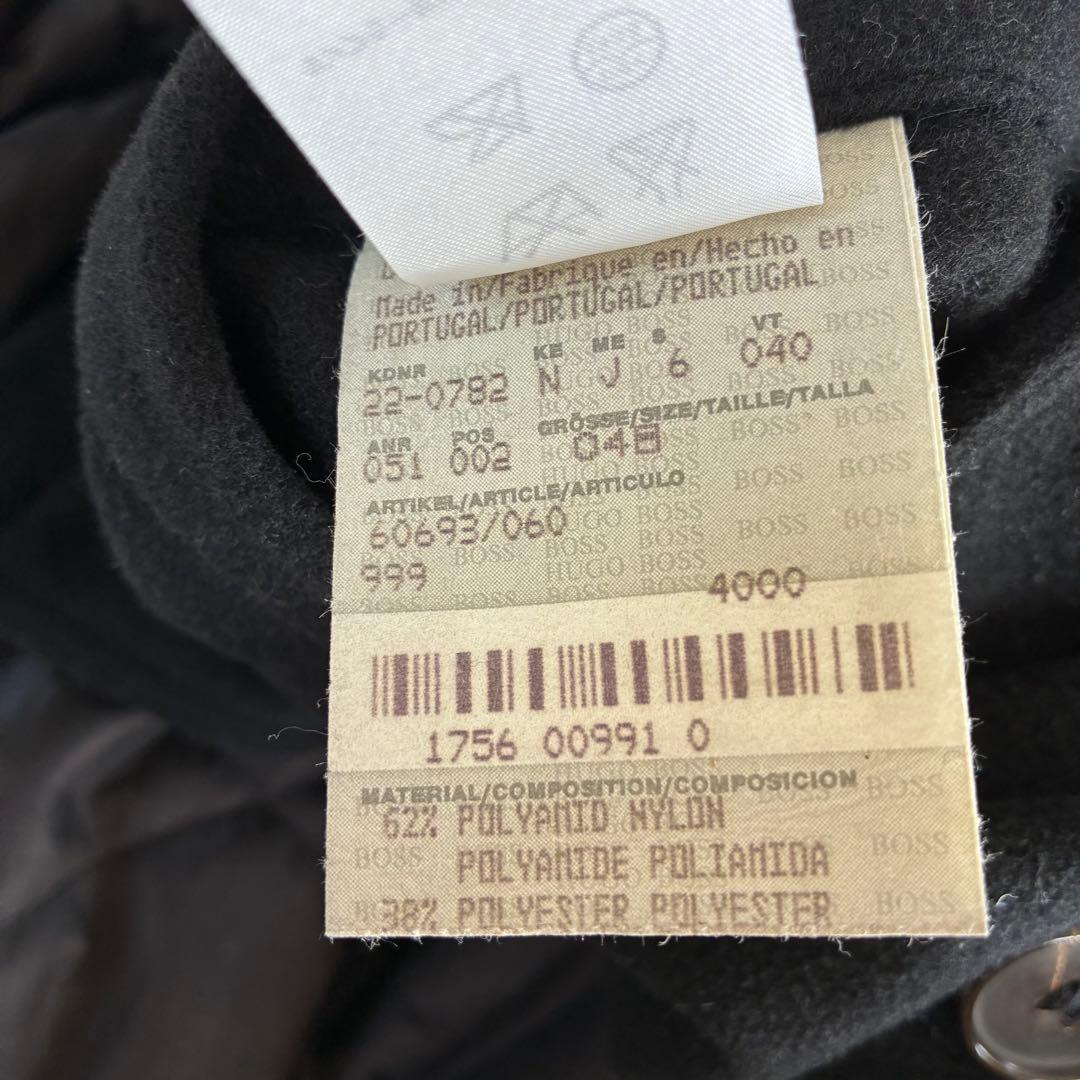 Made in/Fabrique en/Hecho en
PORTUGAL/PORTUGAL/PORTUGAL
KDNR KE ME S VT
22-0782 N J 6 040
ANR POS GRÖSSE/SIZE/TAILLE/TALLA
051 002 048
ARTIKEL/ARTICLE/ARTICULO
60693/060
999 4000
1756 00991 0
MATERIAL/COMPOSITION/COMPOSICION
62% POLYAMID NYLON
POLYAMIDE POLIAMIDA
38% POLYESTER POLYESTER